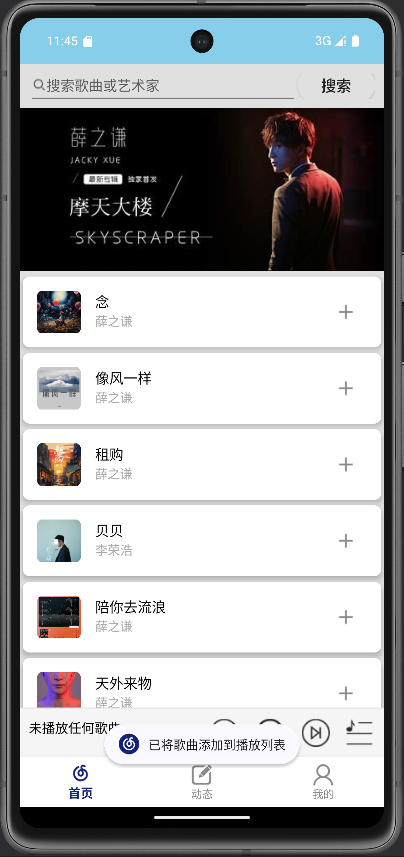 11:45
3G
搜索歌曲或艺术家
搜索
薛之谦
JACKY XUE
最新专辑 独家首发
摩天大楼
SKYSCRAPER
念
薛之谦
像风一样
薛之谦
租购
薛之谦
贝贝
李荣浩
陪你去流浪
薛之谦
天外来物
薛之谦
未播放任何歌曲
已将歌曲添加到播放列表
首页
动态
我的